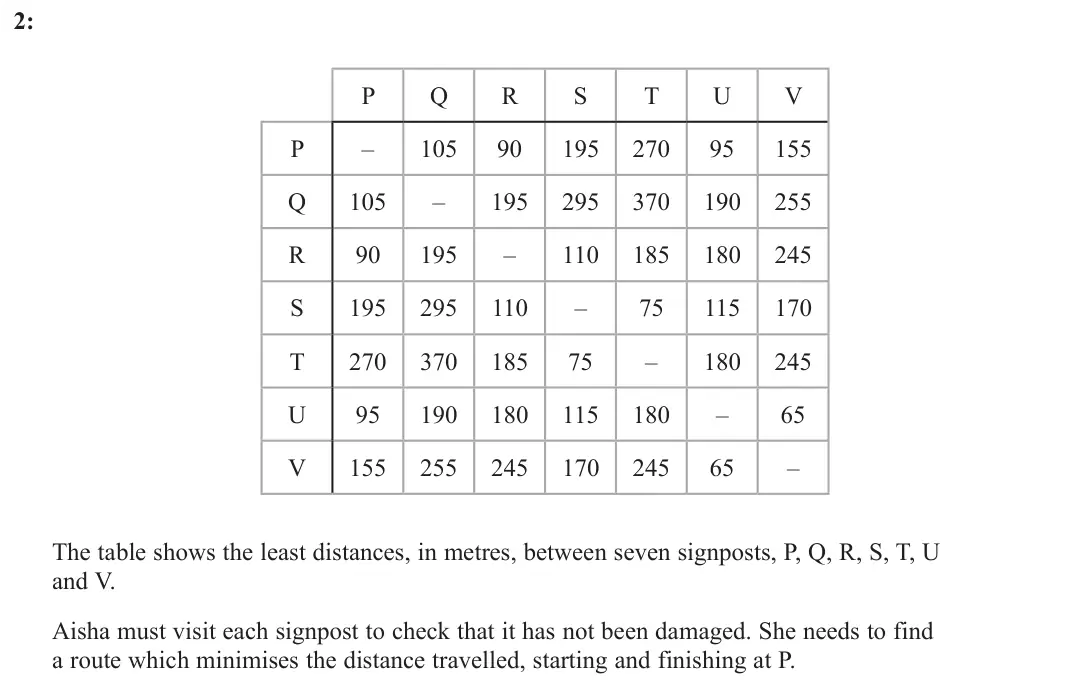 2:
P Q R S T U V
P – 105 90 195 270 95 155
Q 105 – 195 295 370 190 255
R 90 195 – 110 185 180 245
S 195 295 110 – 75 115 170
T 270 370 185 75 – 180 245
U 95 190 180 115 180 – 65
V 155 255 245 170 245 65 –
The table shows the least distances, in metres, between seven signposts, P, Q, R, S, T, U
and V.
Aisha must visit each signpost to check that it has not been damaged. She needs to find
a route which minimises the distance travelled, starting and finishing at P.